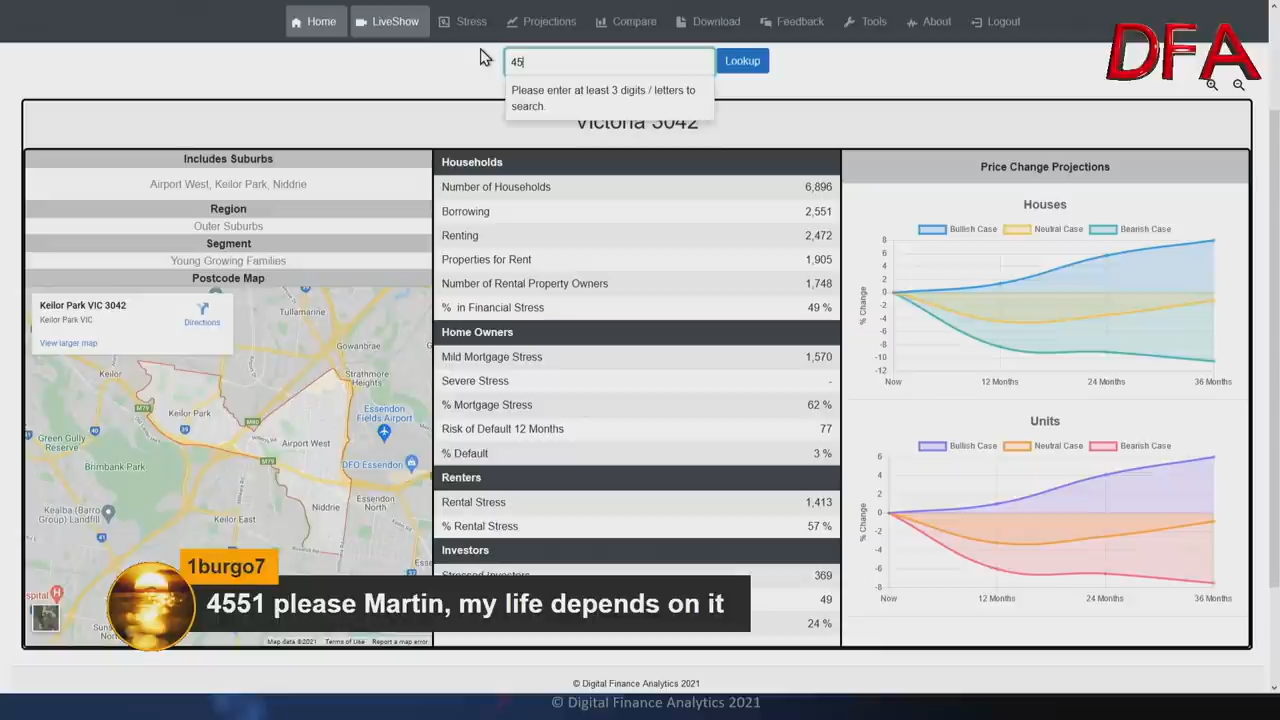 Home LiveShow Stress Projections Compare Download Feedback Tools About Logout
DFA
45
Lookup
Please enter at least 3 digits / letters to
search.
Victoria 3042
Includes Suburbs
Airport West, Keilor Park, Niddrie
Region
Outer Suburbs
Segment
Young Growing Families
Postcode Map
Keilor Park VIC 3042
Keilor Park VIC
Directions
View larger map
Tullamarine
Gowanbrae
Keilor
Strathmore
Heights
M79
Keilor Park
M80
39
Essendon
Fields Airport
40
Green Gully
Reserve
Airport West
Brimbank Park
M79
DFO Essendon
Kealba (Barro
Group) Landfill
Essendon
North
Niddrie
Keilor East
41
43
spital
Map data ©2021 Terms of Use Report a map error
Households
Number of Households 6,896
Borrowing 2,551
Renting 2,472
Properties for Rent 1,905
Number of Rental Property Owners 1,748
% in Financial Stress 49 %
Home Owners
Mild Mortgage Stress 1,570
Severe Stress -
% Mortgage Stress 62 %
Risk of Default 12 Months 77
% Default 3 %
Renters
Rental Stress 1,413
% Rental Stress 57 %
Investors
Stressed Investors 369
49
24 %
Price Change Projections
Houses
Bullish Case Neutral Case Bearish Case
8
6
4
2
0
-2
-4
-6
-8
-10
-12
% Change
Now 12 Months 24 Months 36 Months
Units
Bullish Case Neutral Case Bearish Case
6
4
2
0
-2
-4
-6
-8
% Change
Now 12 Months 24 Months 36 Months
1burgo7
4551 please Martin, my life depends on it
© Digital Finance Analytics 2021
© Digital Finance Analytics 2021